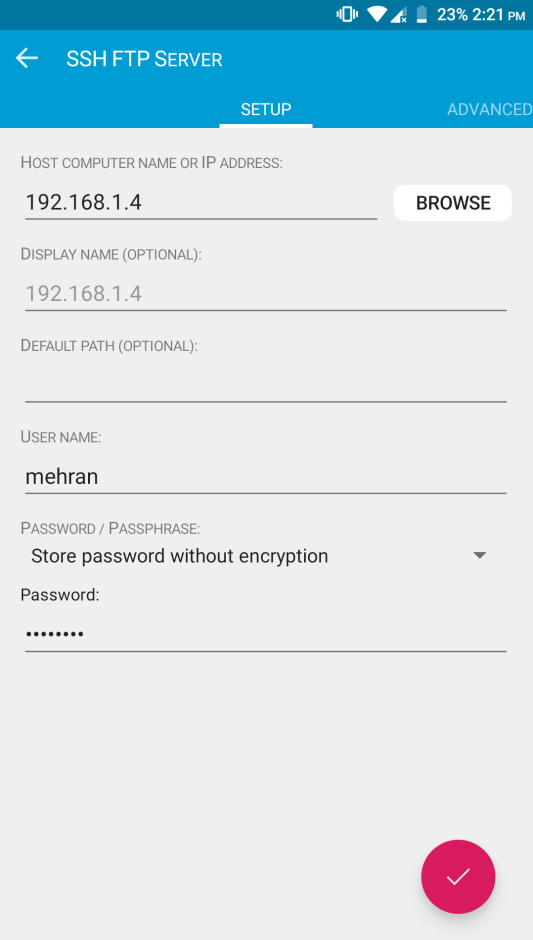 23% 2:21 PM
SSH FTP SERVER
SETUP ADVANCED
HOST COMPUTER NAME OR IP ADDRESS:
192.168.1.4 BROWSE
DISPLAY NAME (OPTIONAL):
192.168.1.4
DEFAULT PATH (OPTIONAL):
USER NAME:
mehran
PASSWORD / PASSPHRASE:
Store password without encryption
Password:
••••••••